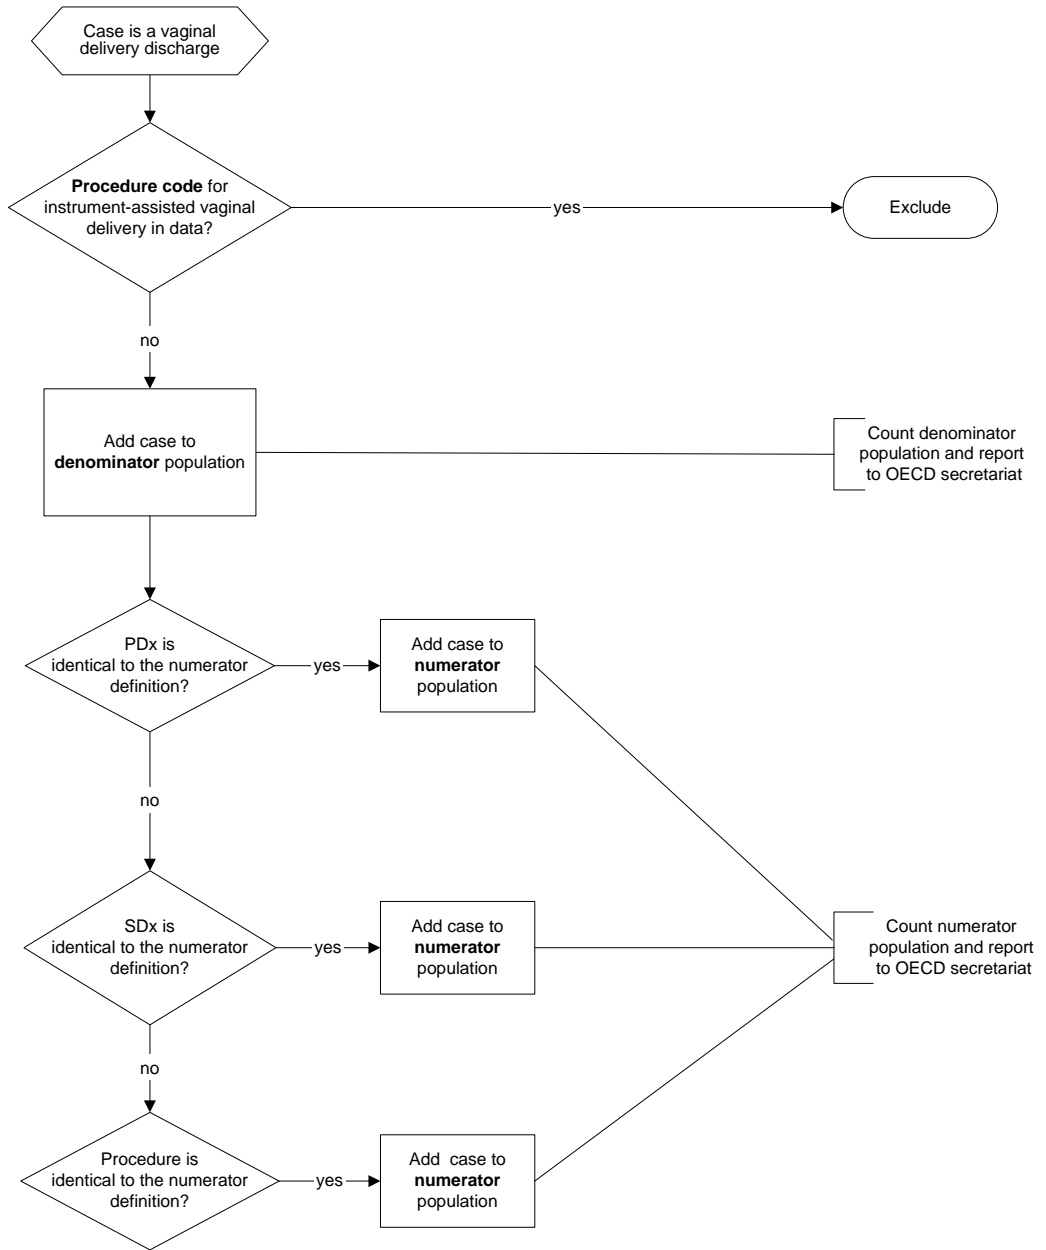 Case is a vaginal
delivery discharge
Procedure code for
instrument-assisted vaginal
delivery in data?
yes
Exclude
no
Add case to
denominator population
Count denominator
population and report
to OECD secretariat
PDx is
identical to the numerator
definition?
yes
Add case to
numerator
population
no
SDx is
identical to the numerator
definition?
yes
Add case to
numerator
population
Count numerator
population and report
to OECD secretariat
no
Procedure is
identical to the numerator
definition?
yes
Add case to
numerator
population